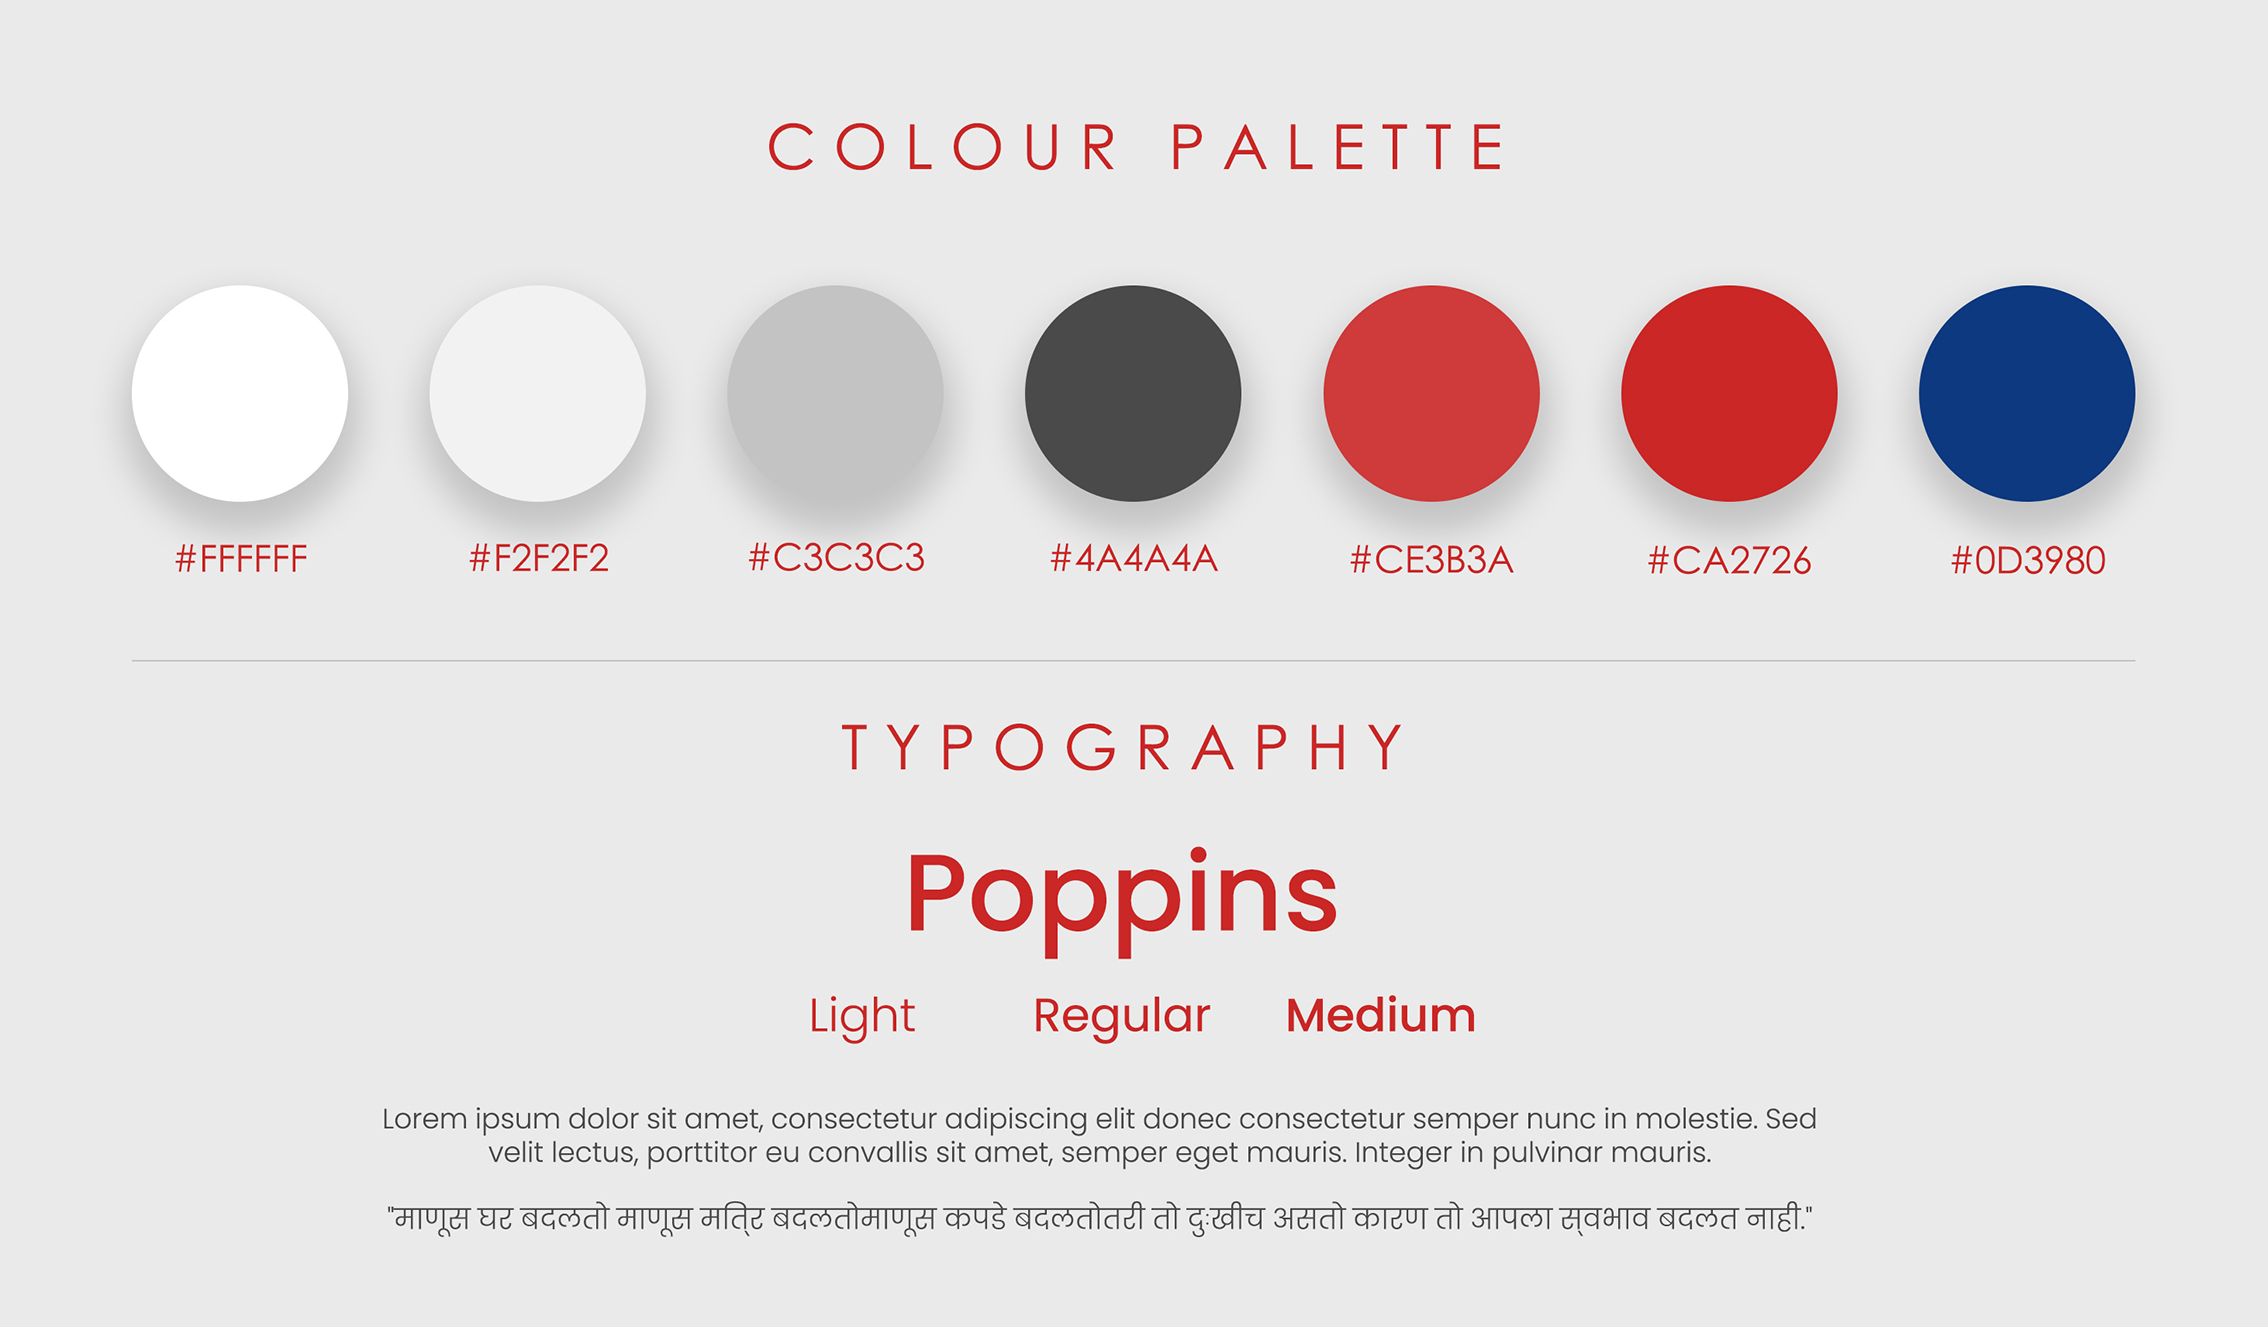 COLOUR PALETTE
#FFFFFF #F2F2F2 #C3C3C3 #4A4A4A #CE3B3A #CA2726 #0D3980
TYPOGRAPHY
Poppins
Light Regular Medium
Lorem ipsum dolor sit amet, consectetur adipiscing elit donec consectetur semper nunc in molestie. Sed
velit lectus, porttitor eu convallis sit amet, semper eget mauris. Integer in pulvinar mauris.
"माणूस घर बदलतो माणूस मति्र बदलतोमाणूस कपडे बदलतोतरी तो दुःखीच असतो कारण तो आपला स्‌वभाव बदलत नाही."